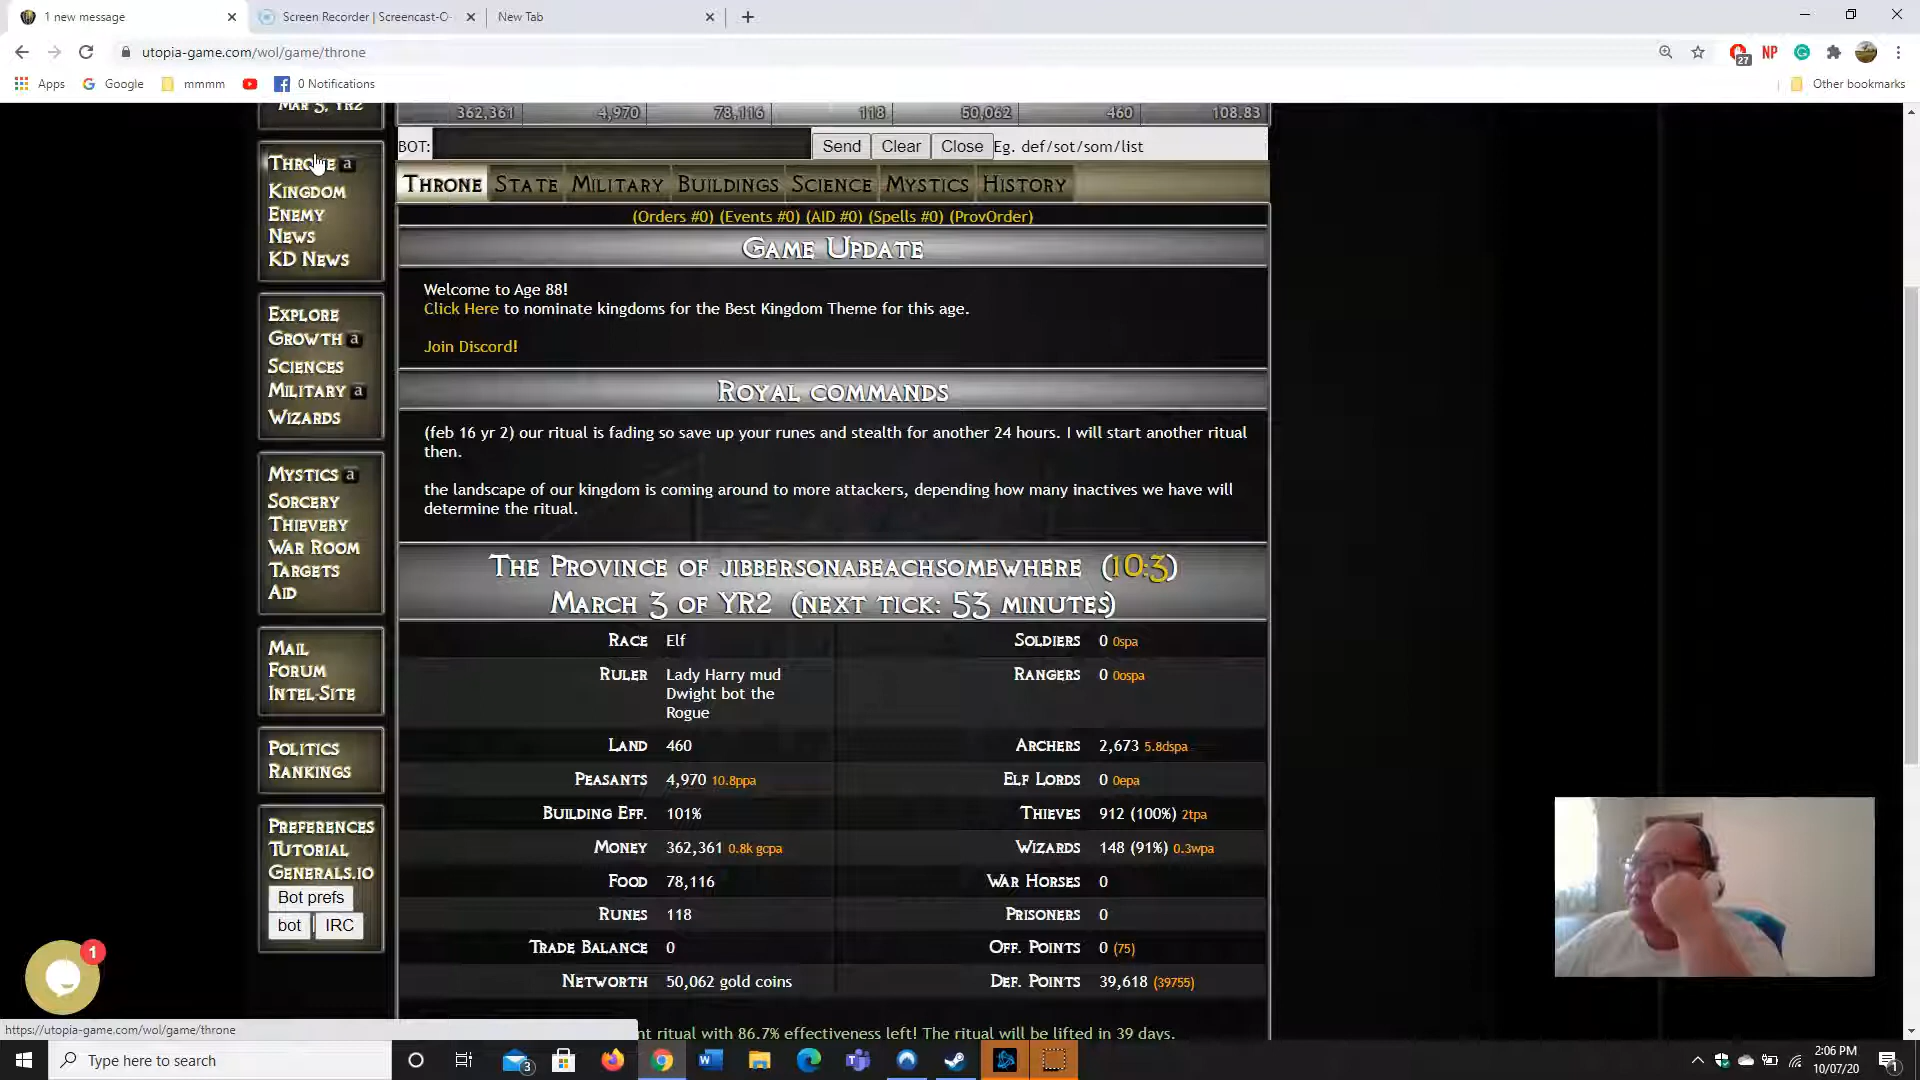 1 new message
Screen Recorder | Screencast-O-
New Tab
utopia-game.com/wol/game/throne
27
NP
Apps
Google
mmmm
0 Notifications
Other bookmarks
Mar 3, YR2
362,361 4,970 78,116 118 50,062 460 108.83
BOT:
Send
Clear
Close
Eg. def/sot/som/list
Throne a
Kingdom
Enemy
News
KD News
Explore
Growth a
Sciences
Military a
Wizards
Mystics a
Sorcery
Thievery
War Room
Targets
Aid
Mail
Forum
Intel-Site
Politics
Rankings
Preferences
Tutorial
Generals.io
Bot prefs
bot
IRC
Throne State Military Buildings Science Mystics History
(Orders #0) (Events #0) (AID #0) (Spells #0) (ProvOrder)
Game Update
Welcome to Age 88!
Click Here to nominate kingdoms for the Best Kingdom Theme for this age.
Join Discord!
Royal commands
(feb 16 yr 2) our ritual is fading so save up your runes and stealth for another 24 hours. I will start another ritual
then.
the landscape of our kingdom is coming around to more attackers, depending how many inactives we have will
determine the ritual.
The Province of jibbersonabeachsomewhere (10:3)
March 3 of YR2 (next tick: 53 minutes)
Race Elf
Soldiers 0 0spa
Ruler Lady Harry mud
Dwight bot the
Rogue
Rangers 0 0ospa
Land 460
Archers 2,673 5.8dspa
Peasants 4,970 10.8ppa
Elf Lords 0 0epa
Building Eff. 101%
Thieves 912 (100%) 2tpa
Money 362,361 0.8k gcpa
Wizards 148 (91%) 0.3wpa
Food 78,116
War Horses 0
Runes 118
Prisoners 0
Trade Balance 0
Off. Points 0 (75)
Networth 50,062 gold coins
Def. Points 39,618 (39755)
nt ritual with 86.7% effectiveness left! The ritual will be lifted in 39 days.
1
https://utopia-game.com/wol/game/throne
Type here to search
3
2:06 PM
10/07/20
1